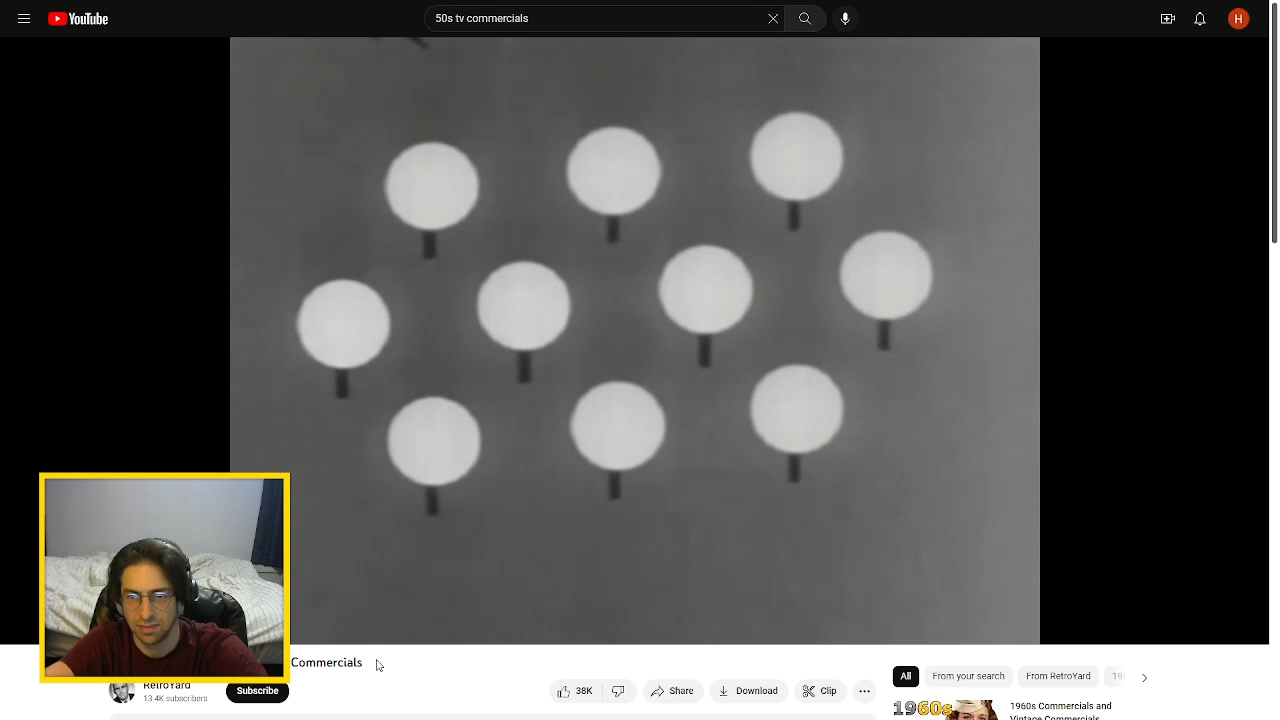 YouTube
50s tv commercials
H
Commercials
RetroYard
13.4K subscribers
Subscribe
38K
Share
Download
Clip
All
From your search
From RetroYard
1960s
1960s Commercials and
Vintage Commercials